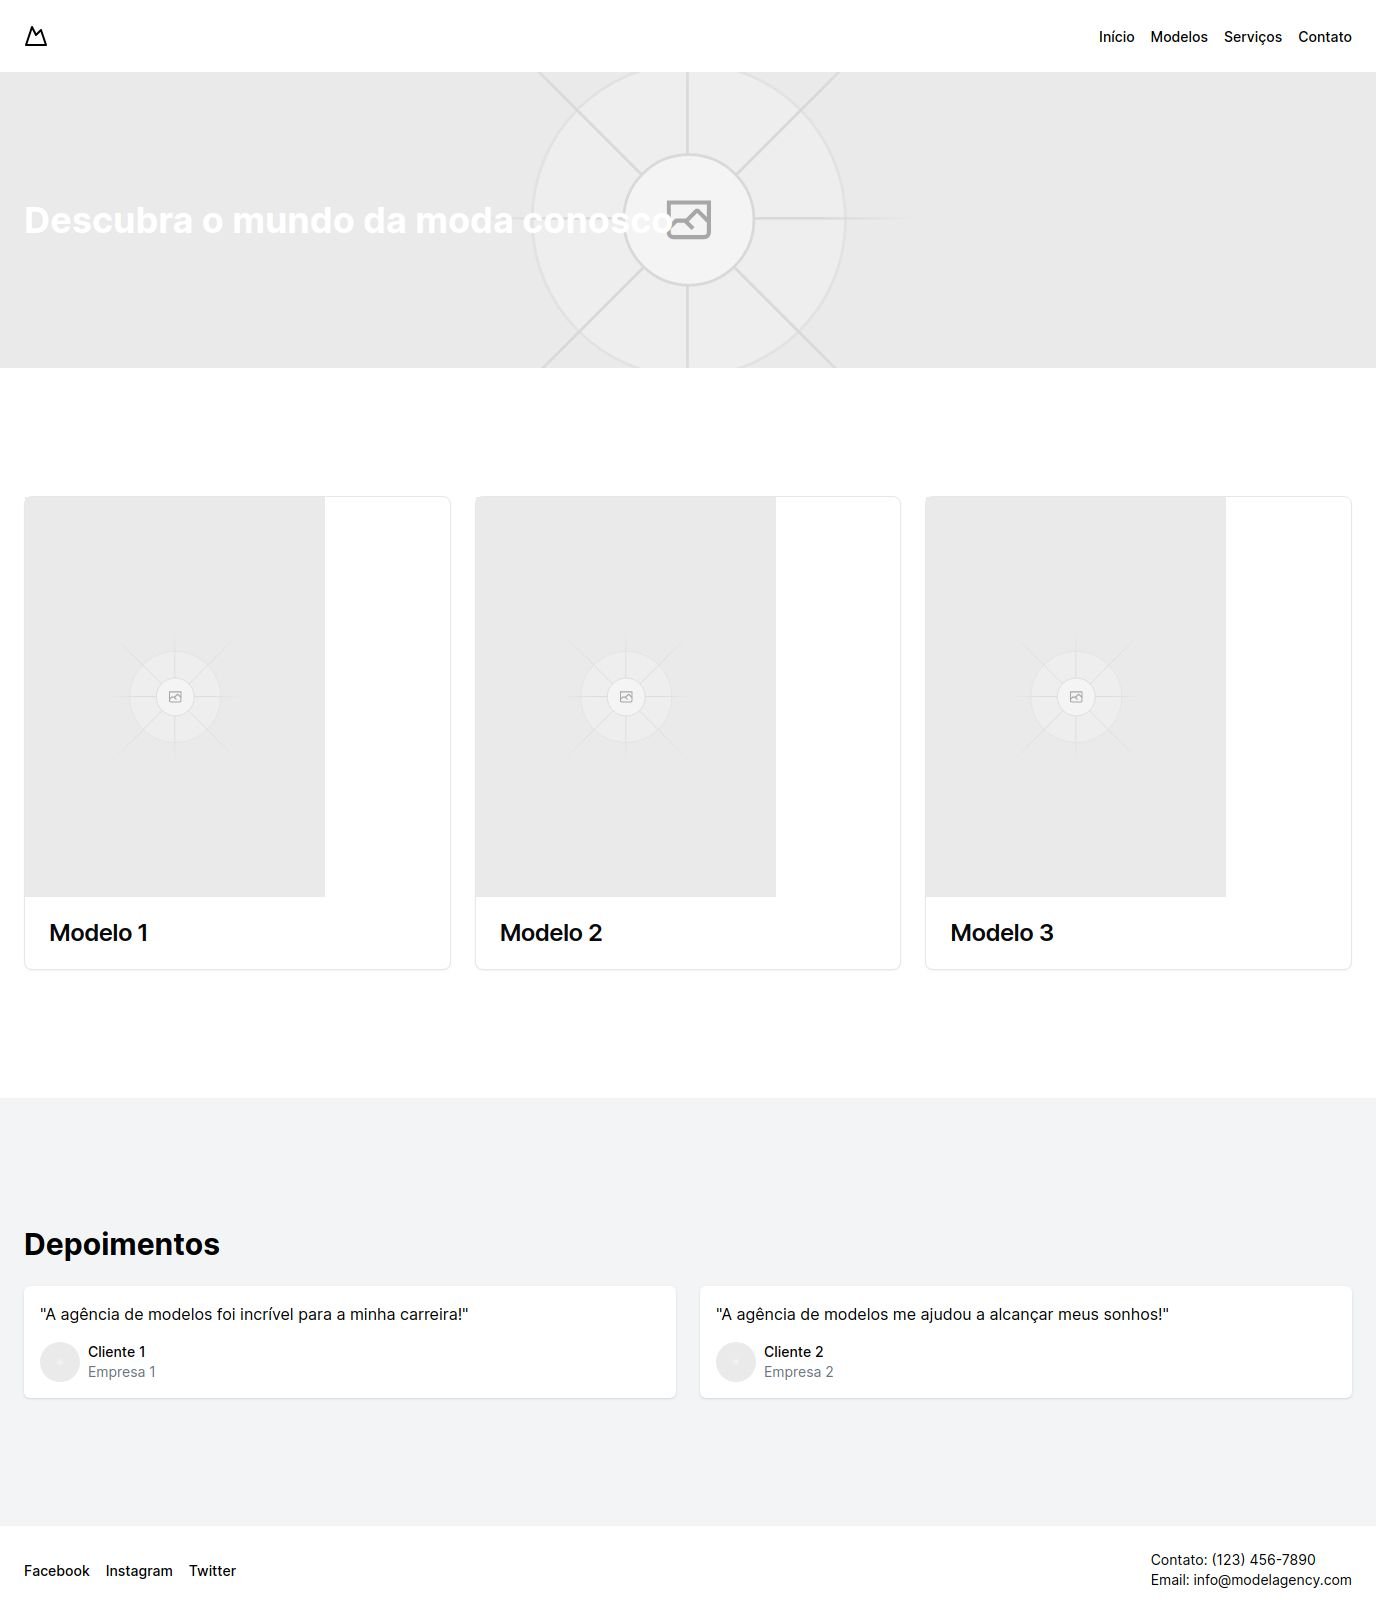 Início Modelos Serviços Contato
Descubra o mundo da moda conosco
Modelo 1
Modelo 2
Modelo 3
Depoimentos
"A agência de modelos foi incrível para a minha carreira!"
Cliente 1
Empresa 1
"A agência de modelos me ajudou a alcançar meus sonhos!"
Cliente 2
Empresa 2
Facebook Instagram Twitter
Contato: (123) 456-7890
Email: info@modelagency.com